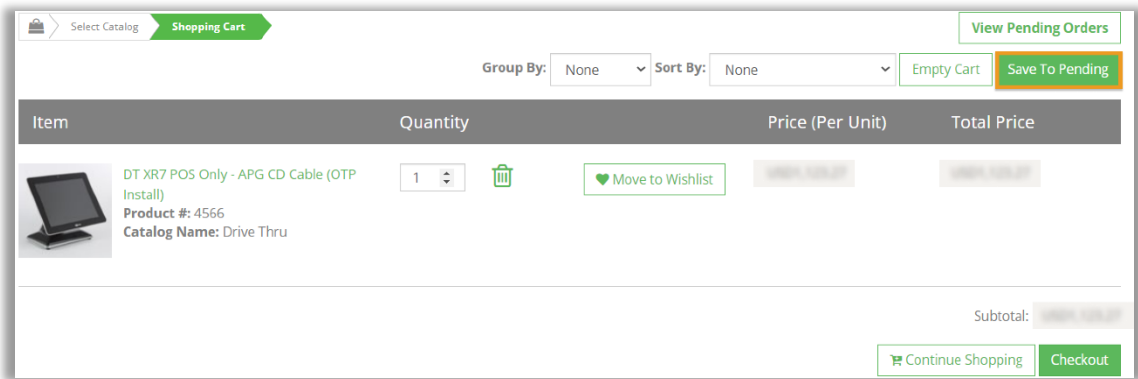 Select Catalog Shopping Cart View Pending Orders
Group By: None Sort By: None Empty Cart Save To Pending
Item Quantity Price (Per Unit) Total Price
DT XR7 POS Only - APG CD Cable (OTP
Install)
1 Move to Wishlist
Product #: 4566
Catalog Name: Drive Thru
Subtotal:
Continue Shopping Checkout